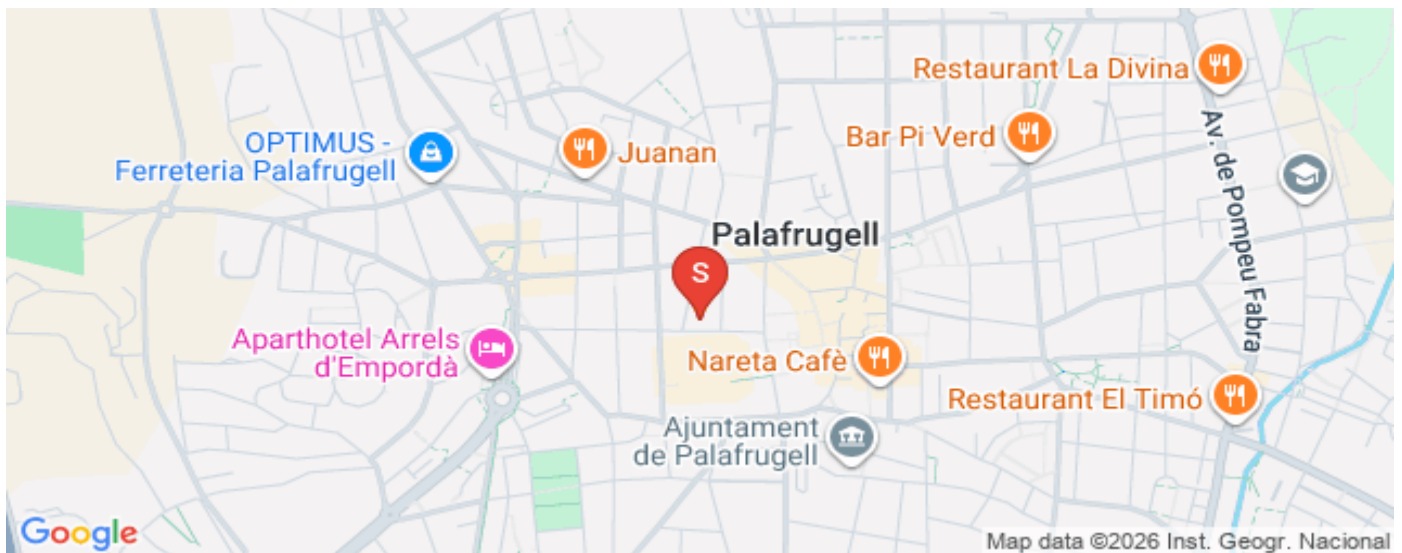 Restaurant La Divina
Bar Pi Verd
OPTIMUS -
Ferreteria Palafrugell
Juanan
Av. de Pompeu Fabra
Palafrugell
S
Aparthotel Arrels
d'Empordà
Nareta Cafè
Restaurant El Timó
Ajuntament
de Palafrugell
Google
Map data ©2026 Inst. Geogr. Nacional